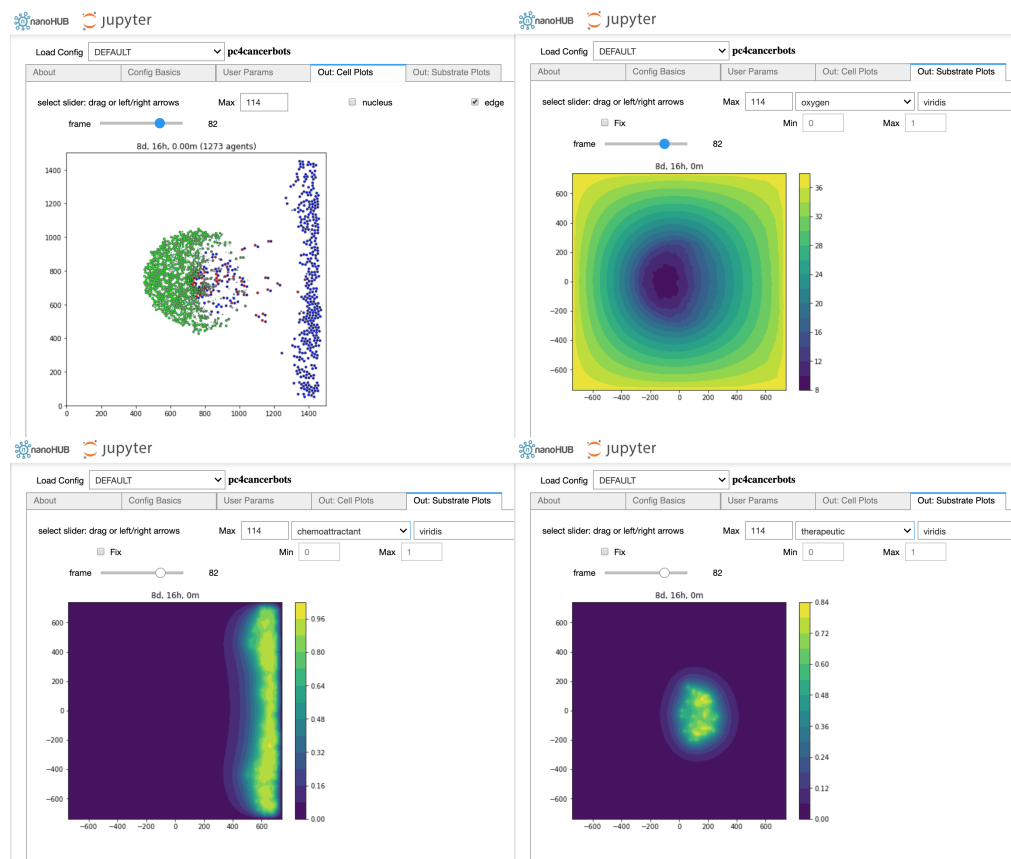 nanoHUB jupyter
Load Config DEFAULT pc4cancerbots
About Config Basics User Params Out: Cell Plots Out: Substrate Plots
select slider: drag or left/right arrows Max 114 nucleus edge
frame 82
8d, 16h, 0.00m (1273 agents)
1400
1200
1000
800
600
400
200
0
0 200 400 600 800 1000 1200 1400
nanoHUB jupyter
Load Config DEFAULT pc4cancerbots
About Config Basics User Params Out: Cell Plots Out: Substrate Plots
select slider: drag or left/right arrows Max 114 oxygen viridis
Fix Min 0 Max 1
frame 82
8d, 16h, 0m
600
400
200
0
−200
−400
−600
−600 −400 −200 0 200 400 600
36
32
28
24
20
16
12
8
nanoHUB jupyter
Load Config DEFAULT pc4cancerbots
About Config Basics User Params Out: Cell Plots Out: Substrate Plots
select slider: drag or left/right arrows Max 114 chemoattractant viridis
Fix Min 0 Max 1
frame 82
8d, 16h, 0m
600
400
200
0
−200
−400
−600
−600 −400 −200 0 200 400 600
0.96
0.80
0.64
0.48
0.32
0.16
0.00
nanoHUB jupyter
Load Config DEFAULT pc4cancerbots
About Config Basics User Params Out: Cell Plots Out: Substrate Plots
select slider: drag or left/right arrows Max 114 therapeutic viridis
Fix Min 0 Max 1
frame 82
8d, 16h, 0m
600
400
200
0
−200
−400
−600
−600 −400 −200 0 200 400 600
0.84
0.72
0.60
0.48
0.36
0.24
0.12
0.00